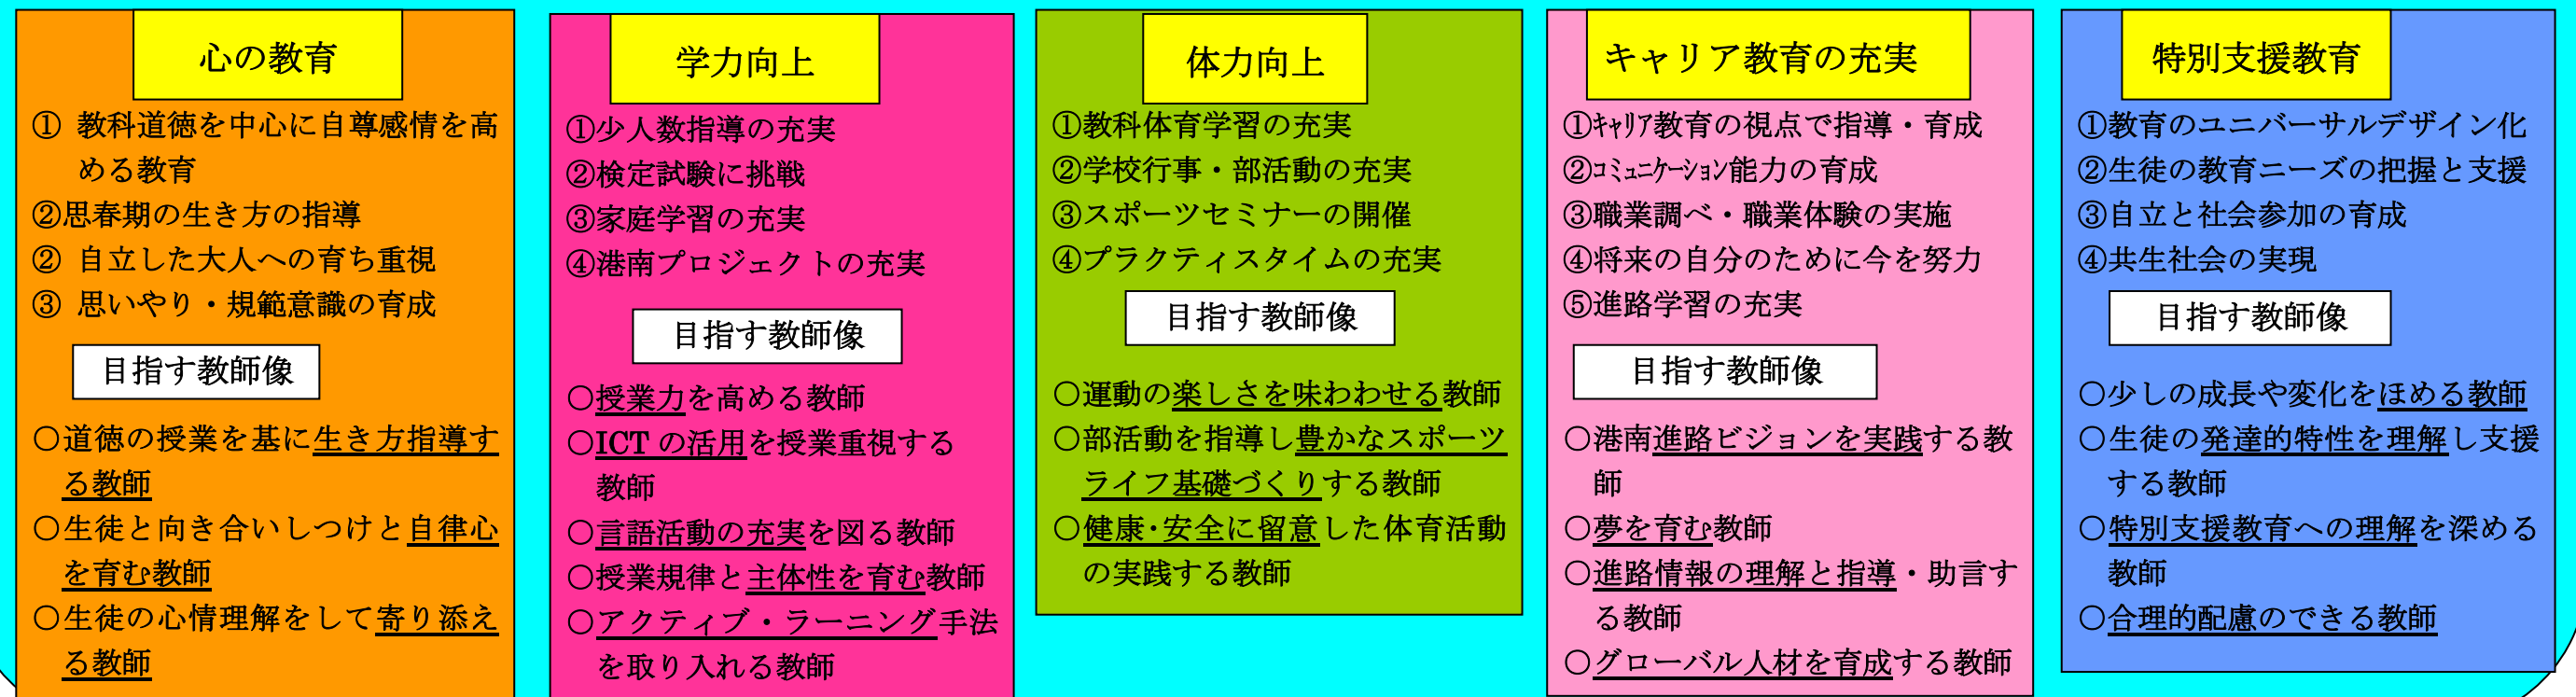 心の教育
① 教科道徳を中心に自尊感情を高
める教育
②思春期の生き方の指導
② 自立した大人への育ち重視
③ 思いやり・規範意識の育成
目指す教師像
○道徳の授業を基に生き方指導す
る教師
○生徒と向き合いしつけと自律心
を育む教師
○生徒の心情理解をして寄り添え
る教師
学力向上
①少人数指導の充実
②検定試験に挑戦
③家庭学習の充実
④港南プロジェクトの充実
目指す教師像
○授業力を高める教師
○ICT の活用を授業重視する
教師
○言語活動の充実を図る教師
○授業規律と主体性を育む教師
○アクティブ・ラーニング手法
を取り入れる教師
体力向上
①教科体育学習の充実
②学校行事・部活動の充実
③スポーツセミナーの開催
④プラクティスタイムの充実
目指す教師像
○運動の楽しさを味わわせる教師
○部活動を指導し豊かなスポーツ
ライフ基礎づくりする教師
○健康・安全に留意した体育活動
の実践する教師
キャリア教育の充実
①ｷｬﾘｱ教育の視点で指導・育成
②ｺﾐｭﾆｹｰｼｮﾝ能力の育成
③職業調べ・職業体験の実施
④将来の自分のために今を努力
⑤進路学習の充実
目指す教師像
○港南進路ビジョンを実践する教
師
○夢を育む教師
○進路情報の理解と指導・助言す
る教師
○グローバル人材を育成する教師
特別支援教育
①教育のユニバーサルデザイン化
②生徒の教育ニーズの把握と支援
③自立と社会参加の育成
④共生社会の実現
目指す教師像
○少しの成長や変化をほめる教師
○生徒の発達的特性を理解し支援
する教師
○特別支援教育への理解を深める
教師
○合理的配慮のできる教師